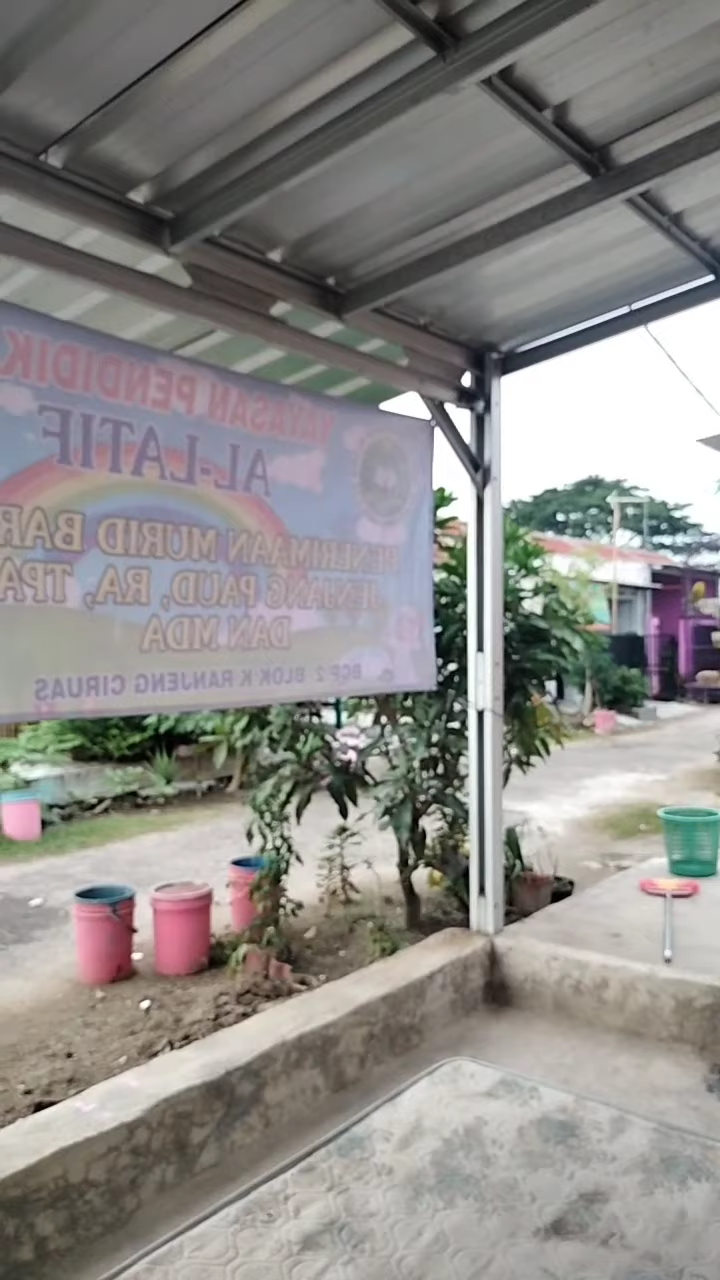 YAYASAN PENDIDIK
AL-LATIF
PENERIMAAN MURID BAR
JENJANG PAUD, RA, TPA
DAN MDA
BCP 2 BLOK K RANJENG CIRUAS